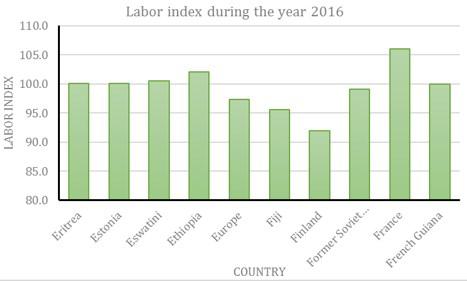 Labor index during the year 2016
110.0
105.0
100.0
95.0
90.0
85.0
80.0
LABOR INDEX
Eritrea
Estonia
Eswatini
Ethiopia
Europe
Fiji
Finland
Former Soviet...
France
French Guiana
COUNTRY